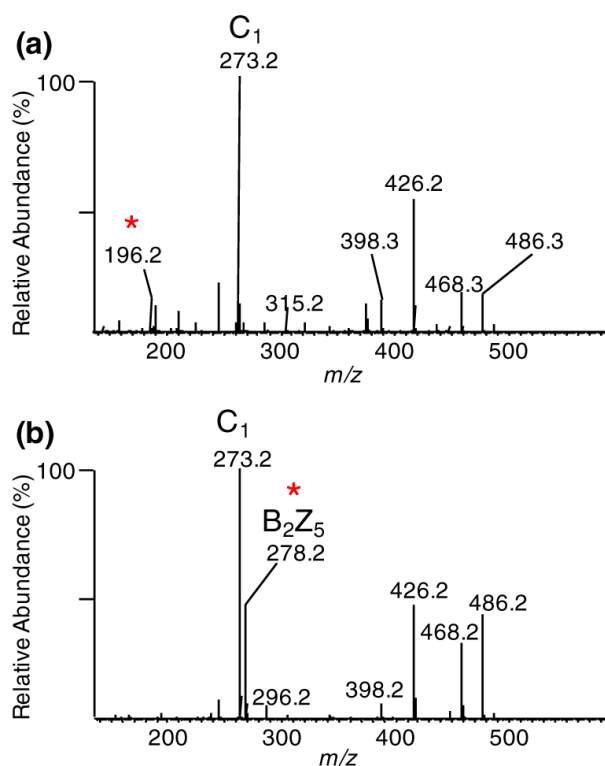 (a)
C1
273.2
100
Relative Abundance (%)
*
196.2
315.2
398.3
426.2
468.3
486.3
200 300 400 500
m/z
(b)
C1
273.2
100
Relative Abundance (%)
*
B2Z5
278.2
296.2
398.2
426.2
468.2
486.2
200 300 400 500
m/z